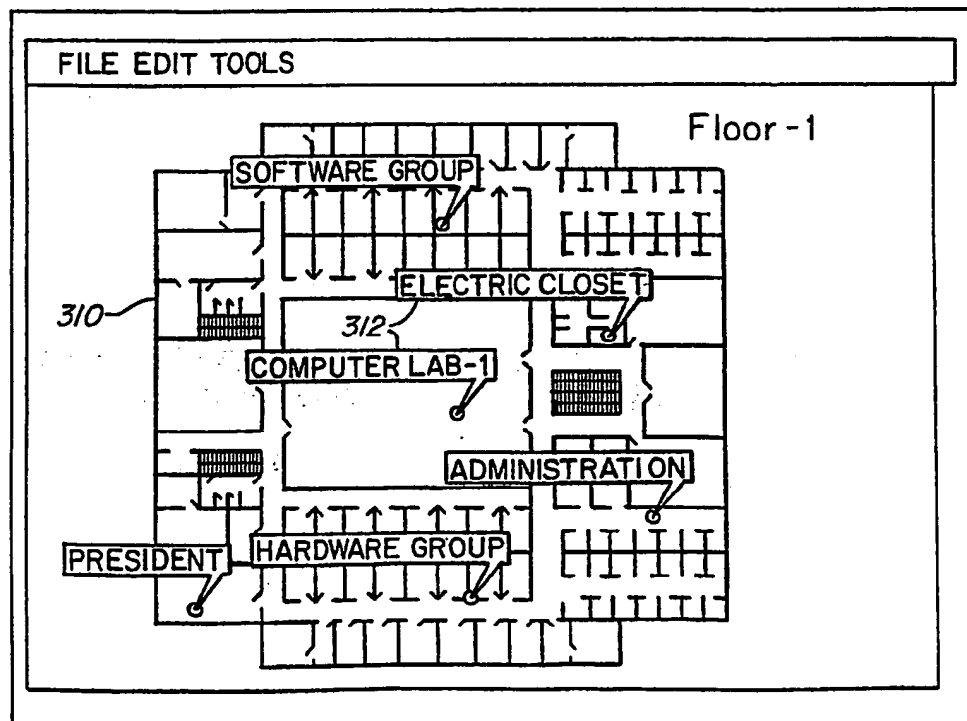 FILE EDIT TOOLS
Floor-1
SOFTWARE GROUP
ELECTRIC CLOSET
310
312
COMPUTER LAB-1
ADMINISTRATION
HARDWARE GROUP
PRESIDENT